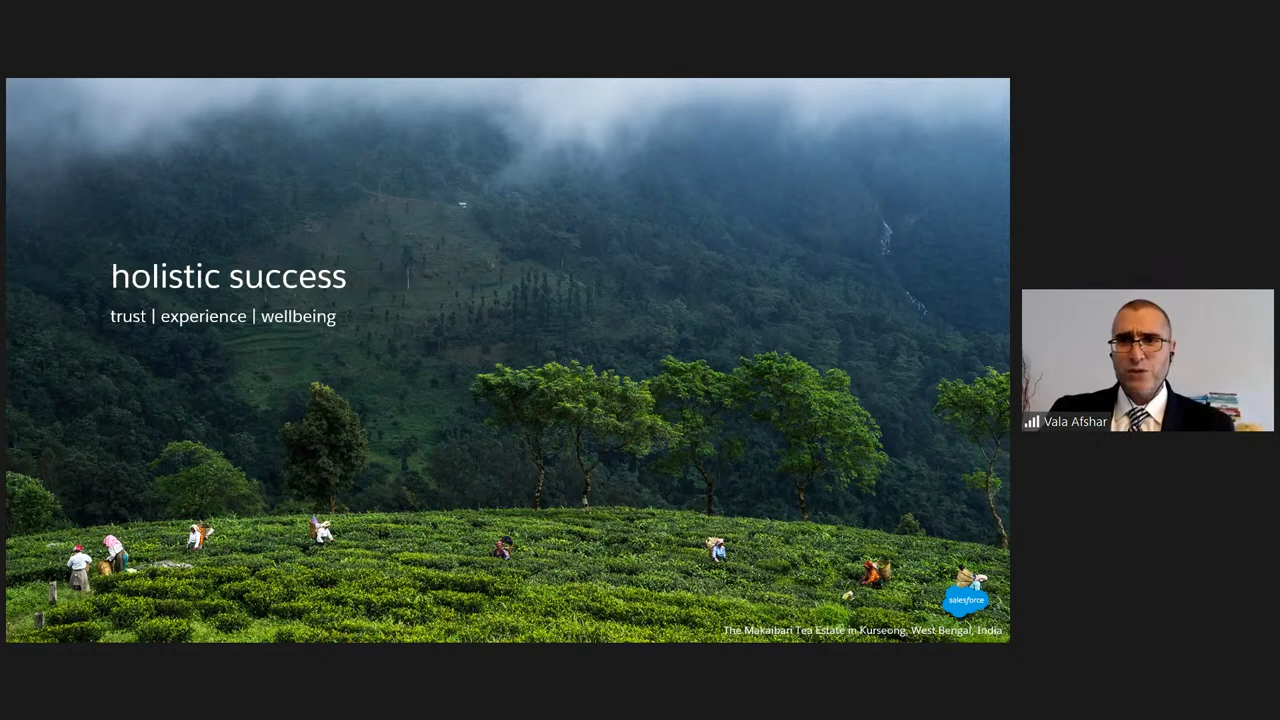 holistic success
trust | experience | wellbeing
salesforce
The Makaibari Tea Estate in Kurseong, West Bengal, India
Vala Afshar